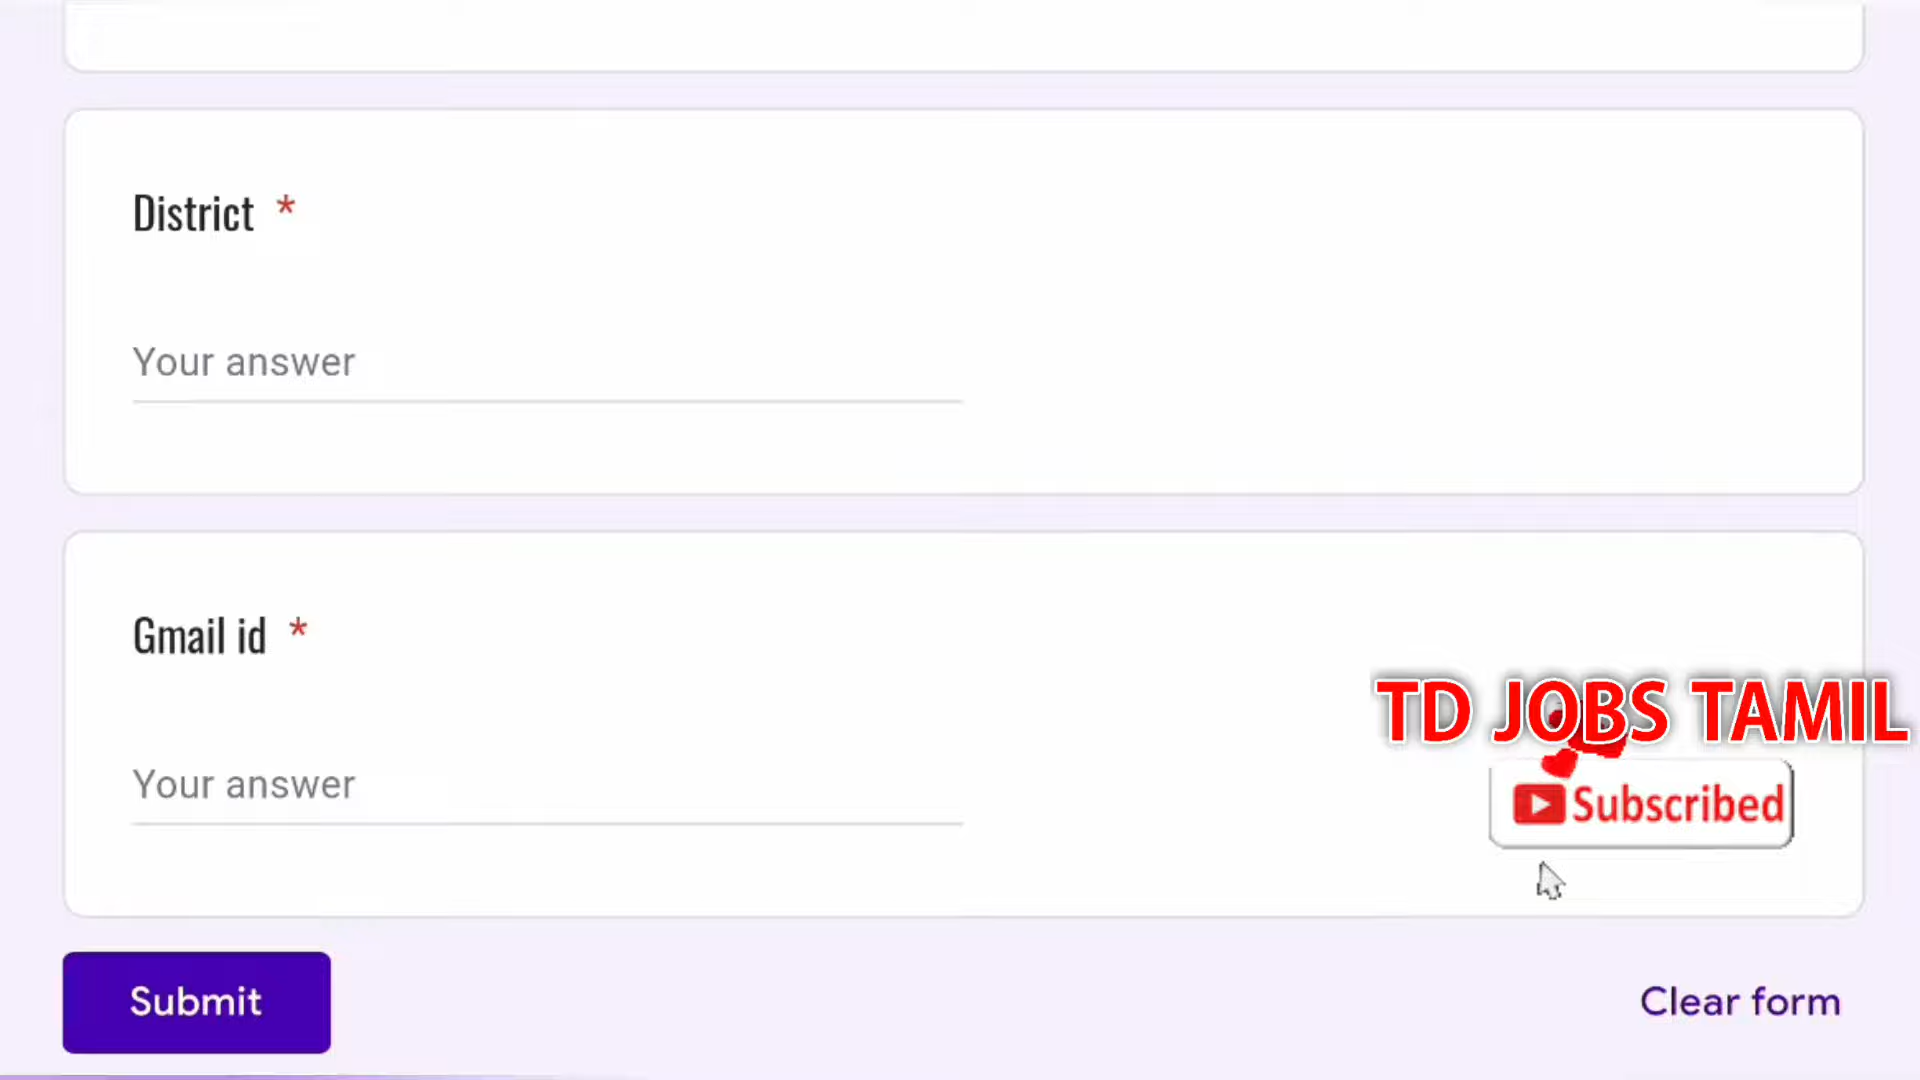 District *
Your answer
Gmail id *
Your answer
TD JOBS TAMIL
Subscribed
Submit
Clear form